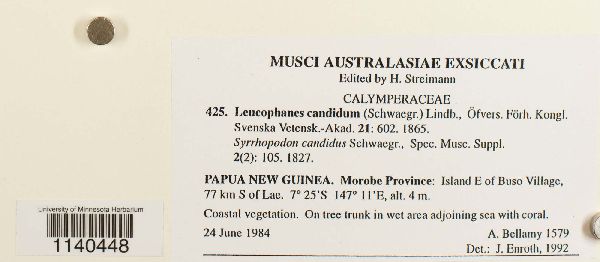 MUSCI AUSTRALASIAE EXSICCATI
Edited by H. Streimann
CALYMPERACEAE
425. Leucophanes candidum (Schwaegr.) Lindb., Öfvers. Förh. Kongl.
Svenska Vetensk.-Akad. 21: 602. 1865.
Syrrhopodon candidus Schwaegr., Spec. Musc. Suppl.
2(2): 105. 1827.
PAPUA NEW GUINEA. Morobe Province: Island E of Buso Village,
77 km S of Lae. 7° 25'S 147° 11'E, alt. 4 m.
Coastal vegetation. On tree trunk in wet area adjoining sea with coral.
24 June 1984 A. Bellamy 1579
Det.: J. Enroth, 1992
University of Minnesota Herbarium
1140448